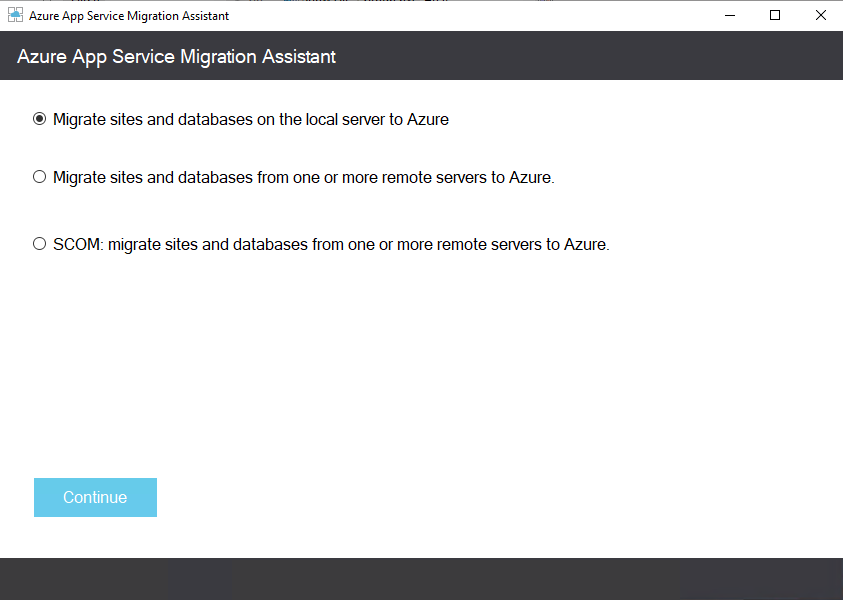 Azure App Service Migration Assistant
Azure App Service Migration Assistant
Migrate sites and databases on the local server to Azure
Migrate sites and databases from one or more remote servers to Azure.
SCOM: migrate sites and databases from one or more remote servers to Azure.
Continue